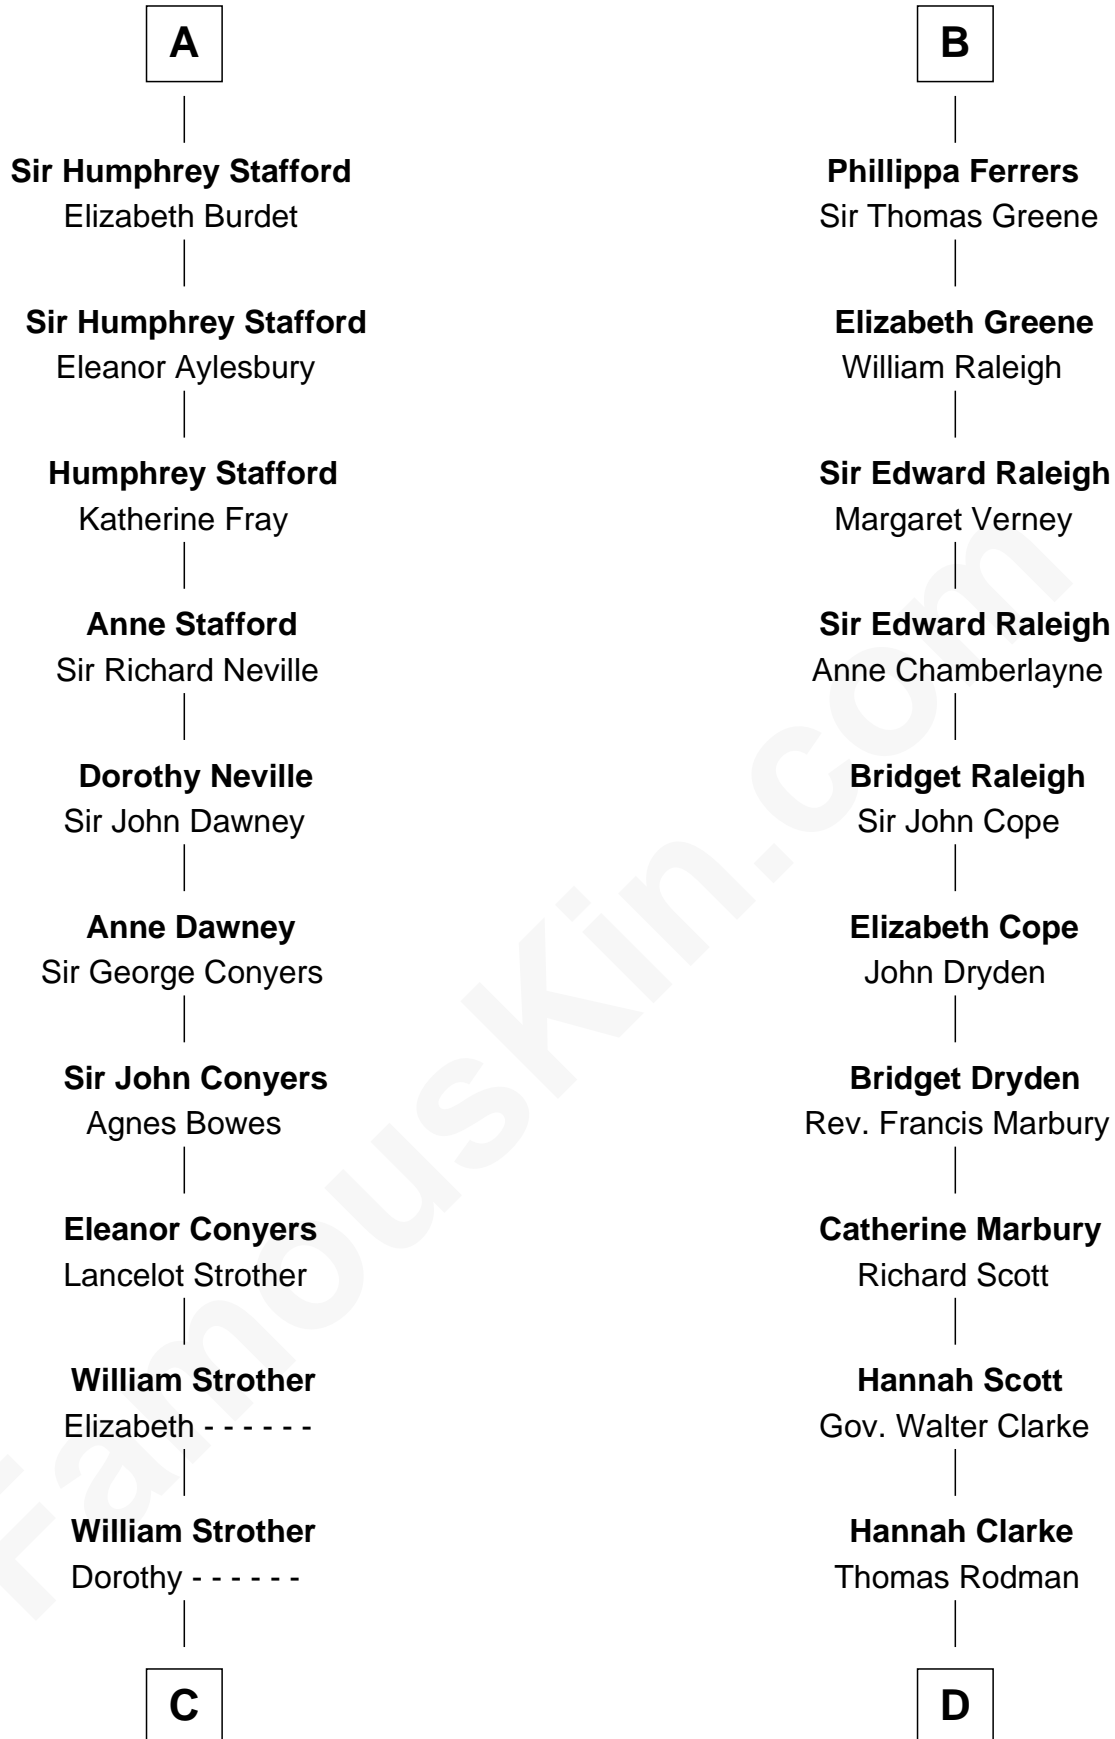 A
Sir Humphrey Stafford
Elizabeth Burdet
Sir Humphrey Stafford
Eleanor Aylesbury
Humphrey Stafford
Katherine Fray
Anne Stafford
Sir Richard Neville
Dorothy Neville
Sir John Dawney
Anne Dawney
Sir George Conyers
Sir John Conyers
Agnes Bowes
Eleanor Conyers
Lancelot Strother
William Strother
Elizabeth - - - - - -
William Strother
Dorothy - - - - - -
C
B
Phillippa Ferrers
Sir Thomas Greene
Elizabeth Greene
William Raleigh
Sir Edward Raleigh
Margaret Verney
Sir Edward Raleigh
Anne Chamberlayne
Bridget Raleigh
Sir John Cope
Elizabeth Cope
John Dryden
Bridget Dryden
Rev. Francis Marbury
Catherine Marbury
Richard Scott
Hannah Scott
Gov. Walter Clarke
Hannah Clarke
Thomas Rodman
D
FamousKin.com